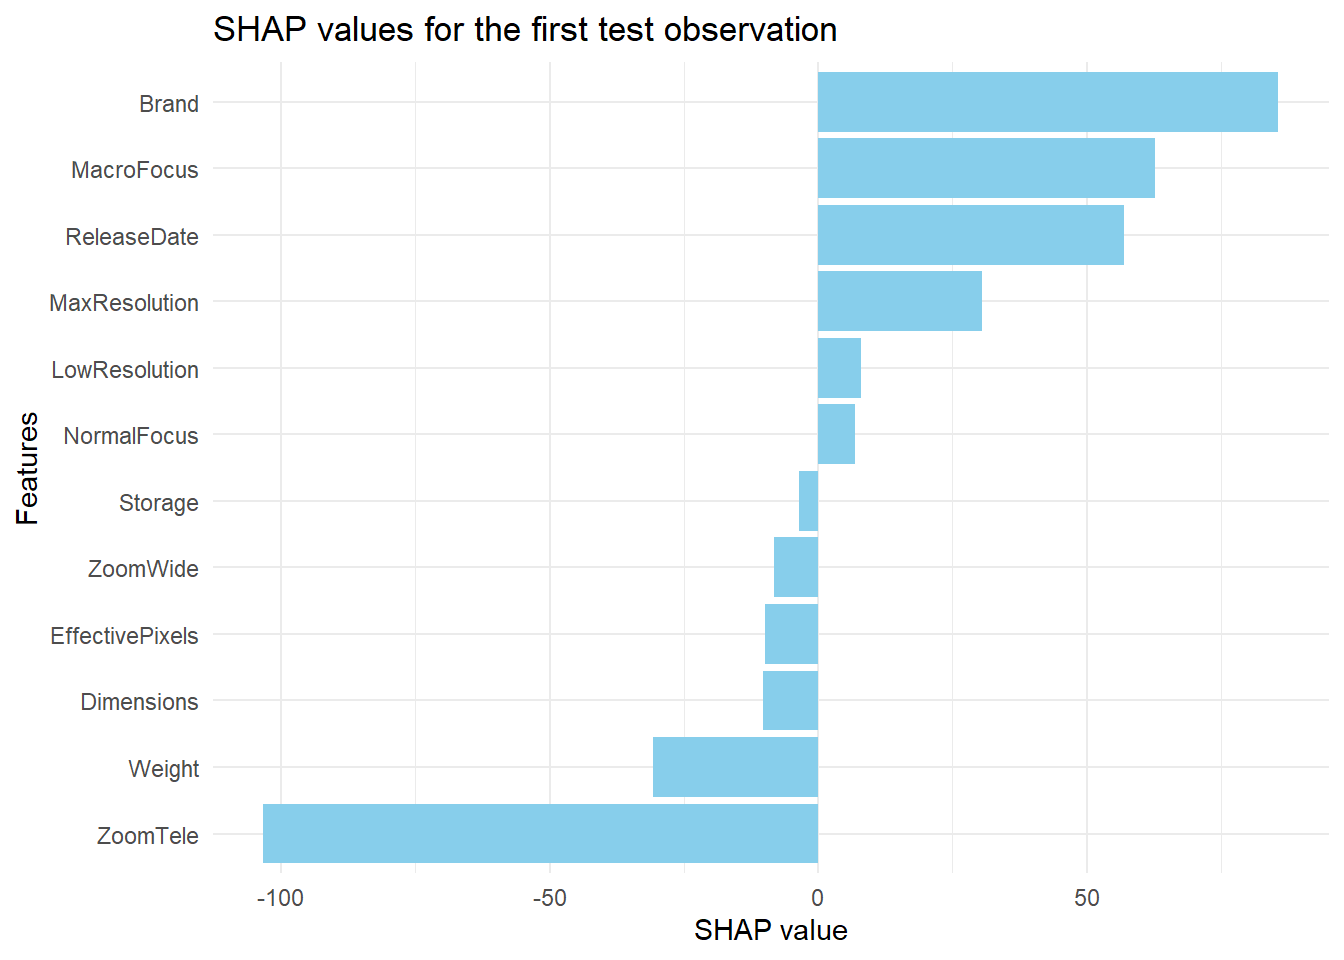 SHAP values for the first test observation
Brand
MacroFocus
ReleaseDate
MaxResolution
LowResolution
NormalFocus
Storage
ZoomWide
EffectivePixels
Dimensions
Weight
ZoomTele
Features
-100 -50 0 50
SHAP value